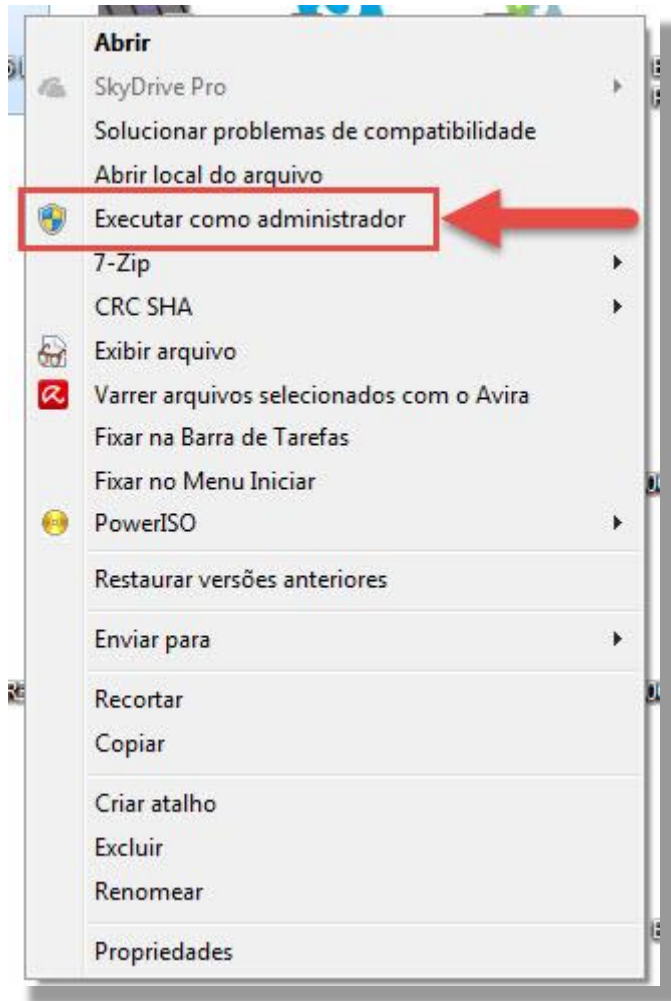 Abrir
SkyDrive Pro
Solucionar problemas de compatibilidade
Abrir local do arquivo
Executar como administrador
7-Zip
CRC SHA
Exibir arquivo
Varrer arquivos selecionados com o Avira
Fixar na Barra de Tarefas
Fixar no Menu Iniciar
PowerISO
Restaurar versões anteriores
Enviar para
Recortar
Copiar
Criar atalho
Excluir
Renomear
Propriedades